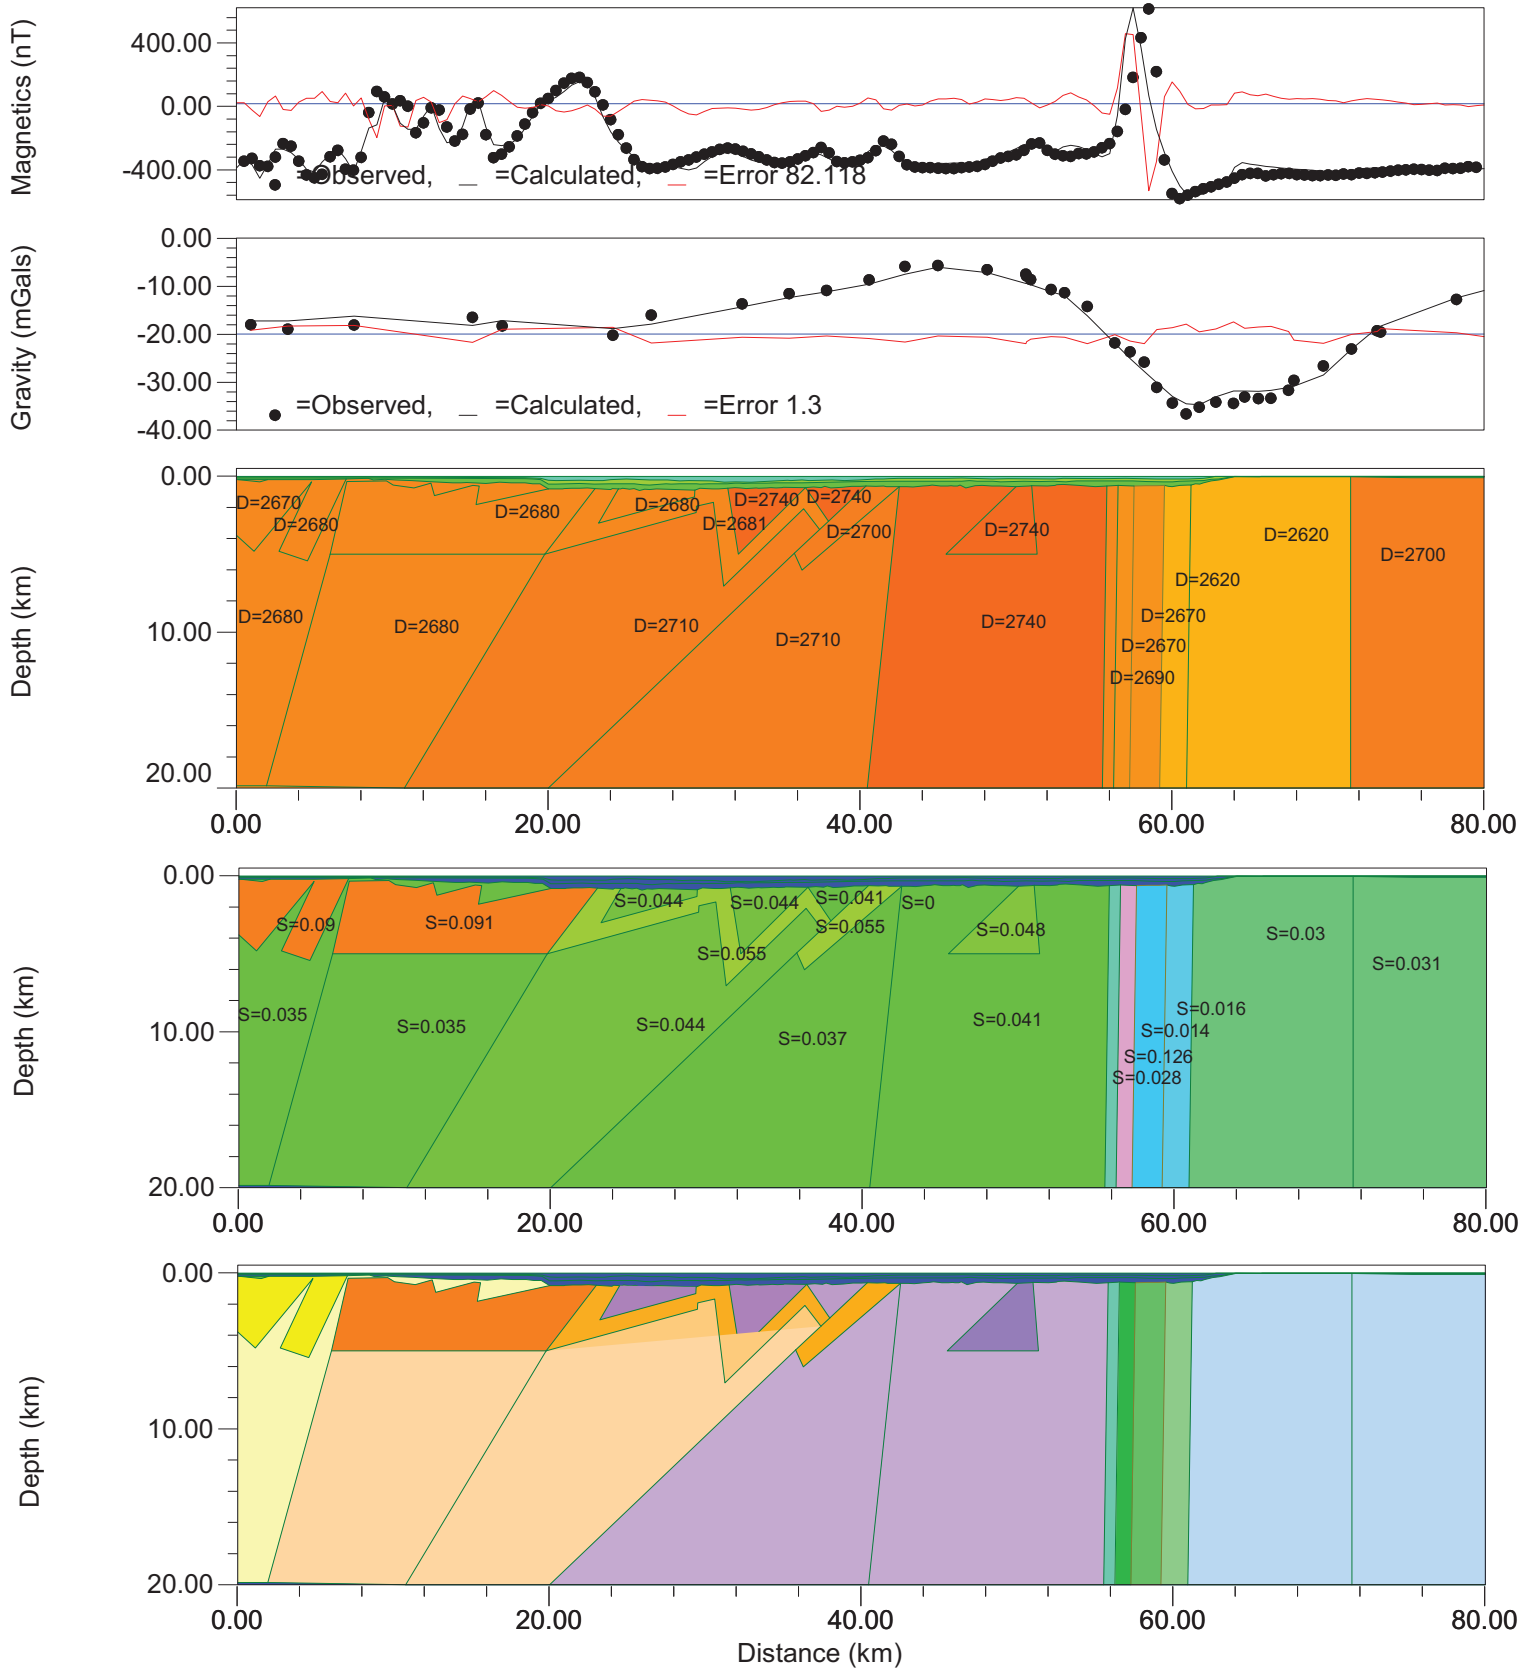 Magnetics (nT)
400.00
0.00
-400.00
=Observed, =Calculated, =Error 82.118
Gravity (mGals)
0.00
-10.00
-20.00
-30.00
-40.00
=Observed, =Calculated, =Error 1.3
Depth (km)
0.00
10.00
20.00
D=2670
D=2680
D=2680
D=2680
D=2681
D=2740
D=2740
D=2700
D=2740
D=2620
D=2700
D=2620
D=2680
D=2680
D=2710
D=2710
D=2740
D=2670
D=2670
D=2690
0.00 20.00 40.00 60.00 80.00
Depth (km)
0.00
10.00
20.00
S=0.09
S=0.091
S=0.044
S=0.044
S=0.041
S=0
S=0.055
S=0.055
S=0.048
S=0.03
S=0.031
S=0.035
S=0.035
S=0.044
S=0.037
S=0.041
S=0.016
S=0.014
S=0.126
S=0.028
0.00 20.00 40.00 60.00 80.00
Depth (km)
0.00
10.00
20.00
0.00 20.00 40.00 60.00 80.00
Distance (km)